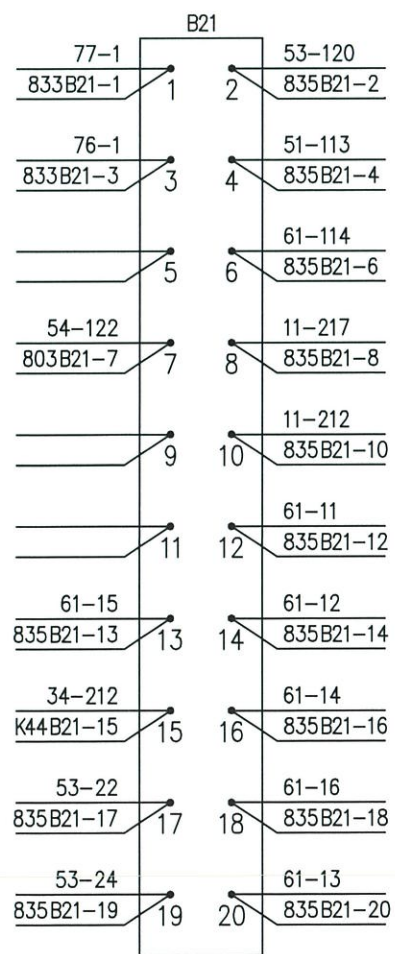 B21
77-1 53-120
833B21-1 1 2 835B21-2
76-1 51-113
833B21-3 3 4 835B21-4
61-114
5 6 835B21-6
54-122 11-217
803B21-7 7 8 835B21-8
11-212
9 10 835B21-10
61-11
11 12 835B21-12
61-15 61-12
835B21-13 13 14 835B21-14
34-212 61-14
K44B21-15 15 16 835B21-16
53-22 61-16
835B21-17 17 18 835B21-18
53-24 61-13
835B21-19 19 20 835B21-20